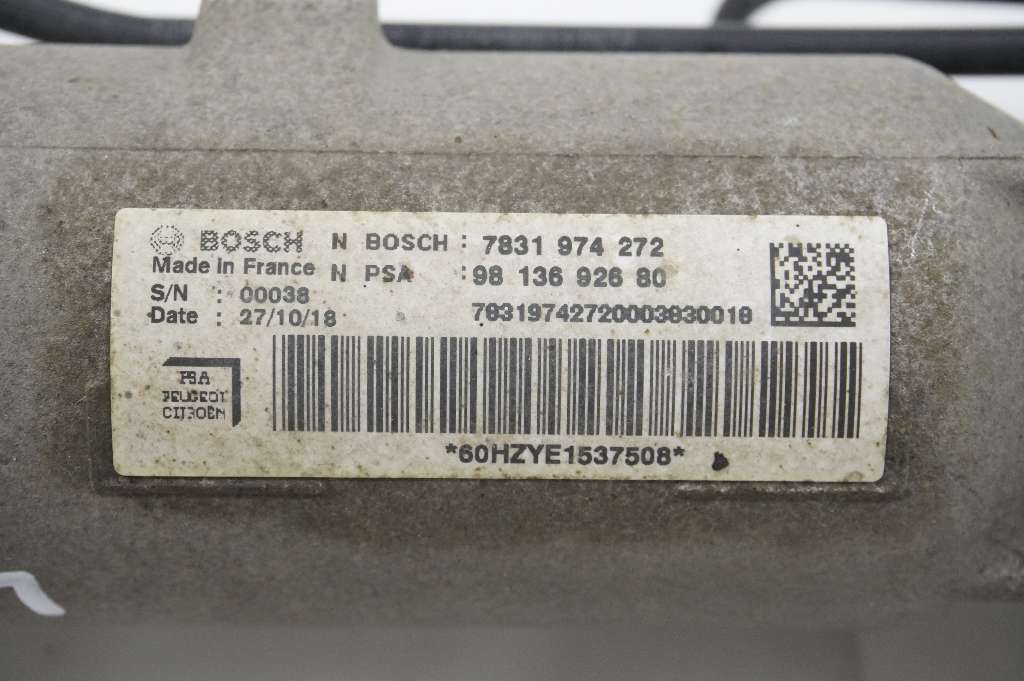 BOSCH N BOSCH : 7831 974 272
Made in France N PSA : 98 136 926 80
S/N : 00038
Date : 27/10/18 78319742720003830018
PSA
PEUGEOT
CITROËN
*60HZYE1537508*